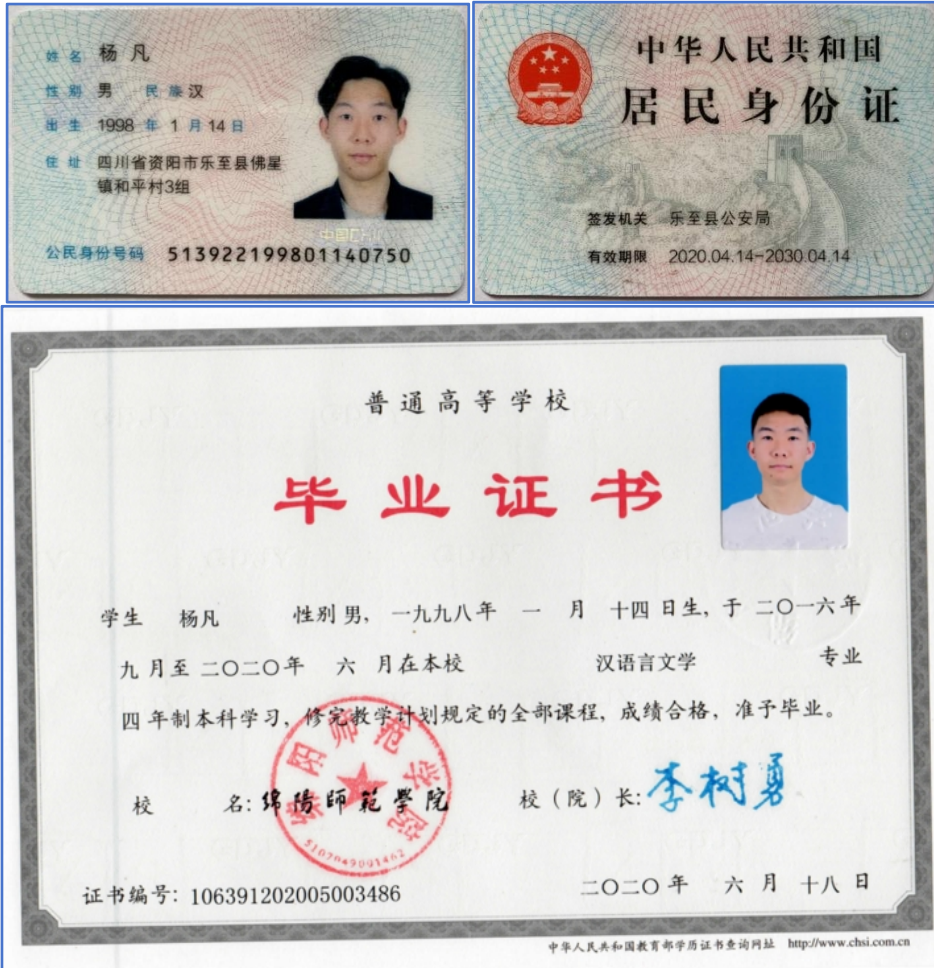 姓名 杨凡
性别 男 民族 汉
出生 1998 年 1 月 14 日
住址 四川省资阳市乐至县佛星
镇和平村3组
公民身份号码 513922199801140750
中华人民共和国
居民身份证
签发机关 乐至县公安局
有效期限 2020.04.14-2030.04.14
普通高等学校
毕业证书
学生 杨凡 性别 男, 一九九八年 一 月 十四 日生, 于 二〇一六年
九 月至 二〇二〇年 六 月在本校 汉语言文学 专业
四 年制本科学习, 修完教学计划规定的全部课程, 成绩合格, 准予毕业。
绵阳师范学院
5107049001462
校 名: 綿陽師範學院 校(院)长: 李树勇
证书编号: 106391202005003486 二〇二〇 年 六 月 十八 日
中华人民共和国教育部学历证书查询网址 http://www.chsi.com.cn